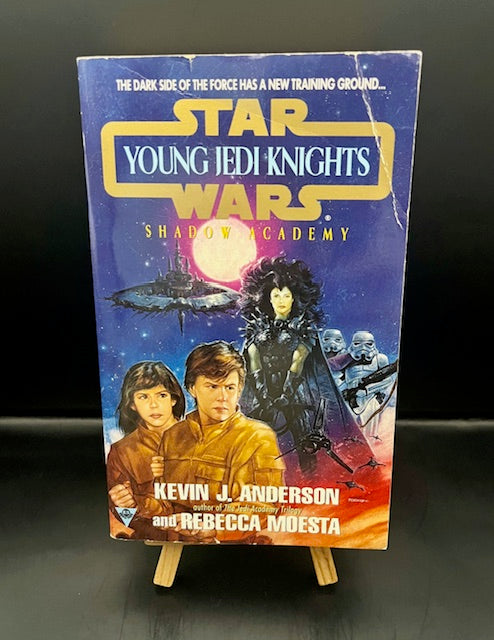 THE DARK SIDE OF THE FORCE HAS A NEW TRAINING GROUND...
STAR
YOUNG JEDI KNIGHTS
WARS®
SHADOW ACADEMY
KEVIN J. ANDERSON
author of The Jedi Academy Trilogy
and REBECCA MOESTA